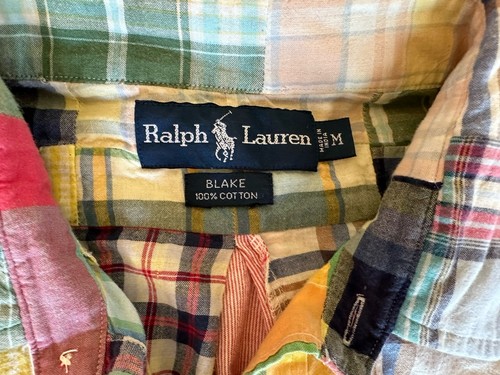 Ralph Lauren
MADE IN
INDIA
M
BLAKE
100% COTTON